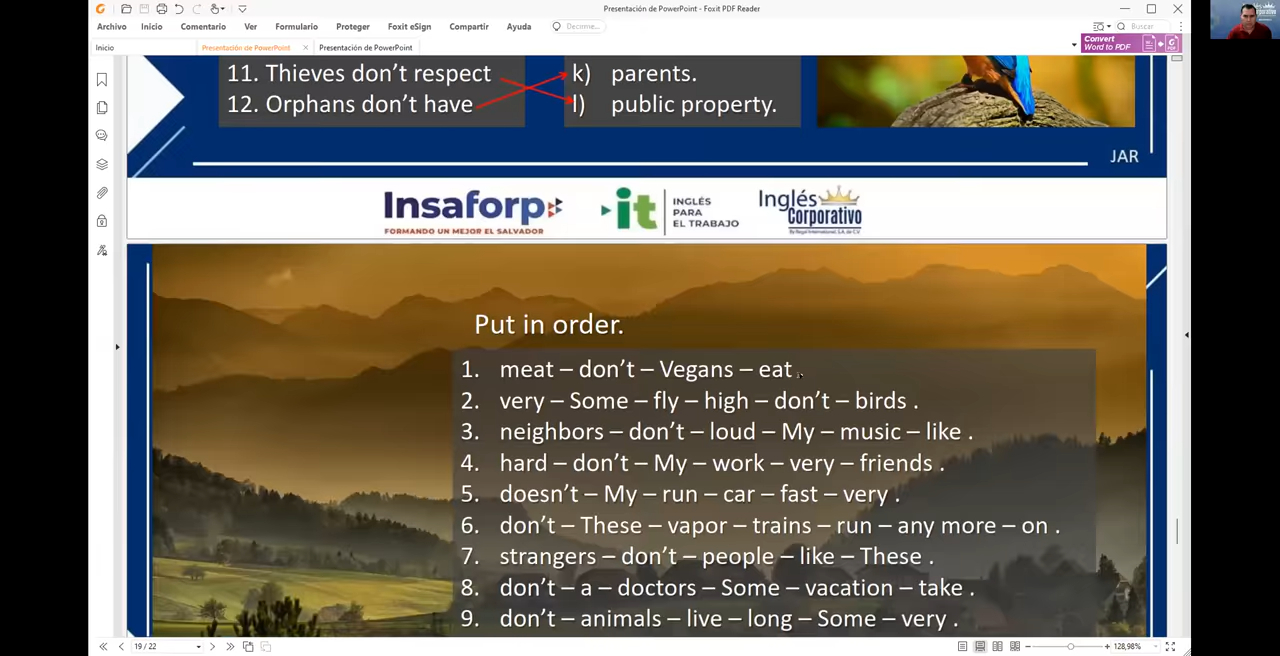 Presentación de PowerPoint - Foxit PDF Reader
Archivo Inicio Comentario Ver Formulario Proteger Foxit eSign Compartir Ayuda Decirme... Buscar
Inicio Presentación de PowerPoint × Presentación de PowerPoint
Convert
Word to PDF
11. Thieves don't respect k) parents.
12. Orphans don't have l) public property.
JAR
Insaforp
FORMANDO UN MEJOR EL SALVADOR
it INGLÉS
PARA
EL TRABAJO
Inglés
Corporativo
Put in order.
1. meat – don't – Vegans – eat .
2. very – Some – fly – high – don't – birds .
3. neighbors – don't – loud – My – music – like .
4. hard – don't – My – work – very – friends .
5. doesn't – My – run – car – fast – very .
6. don't – These – vapor – trains – run – any more – on .
7. strangers – don't – people – like – These .
8. don't – a – doctors – Some – vacation – take .
9. don't – animals – live – long – Some – very .
19 / 22
128,98%